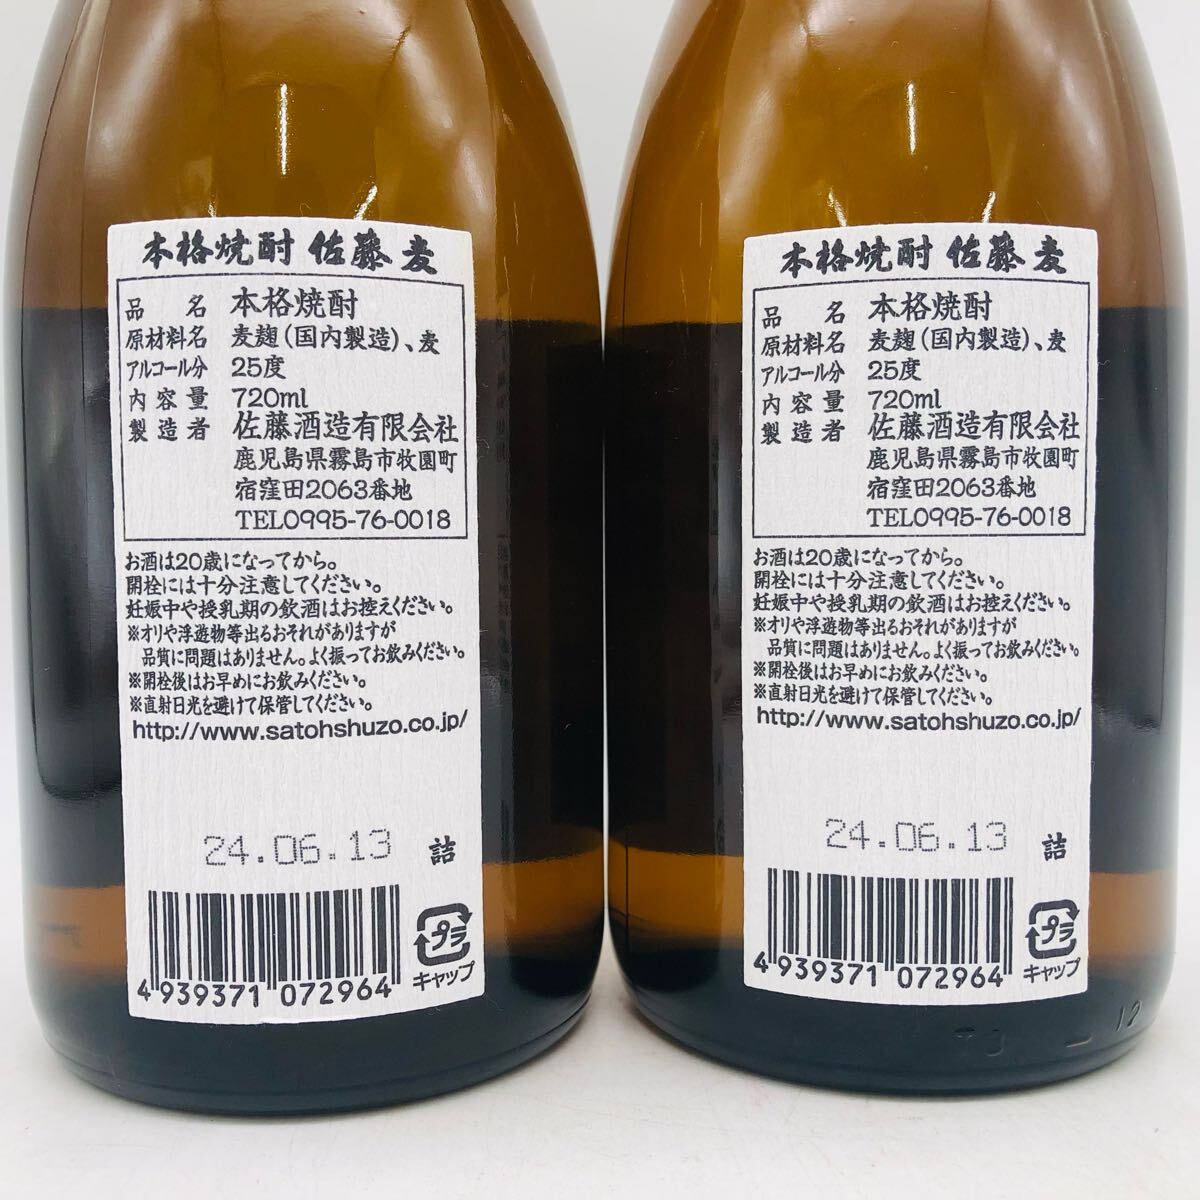 本格焼酎 佐藤 麦
品名 本格焼酎
原材料名 麦麹(国内製造)、麦
アルコール分 25度
内容量 720ml
製造者 佐藤酒造有限会社
鹿児島県霧島市牧園町
宿窪田2063番地
TEL0995-76-0018
お酒は20歳になってから。
開栓には十分注意してください。
妊娠中や授乳期の飲酒はお控えください。
※オリや浮遊物等出るおそれがありますが
品質に問題はありません。よく振ってお飲みください。
※開栓後はお早めにお飲みください。
※直射日光を避けて保管してください。
http://www.satohshuzo.co.jp/
24.06.13 詰
4 939371 072964
プラ
キャップ
本格焼酎 佐藤 麦
品名 本格焼酎
原材料名 麦麹(国内製造)、麦
アルコール分 25度
内容量 720ml
製造者 佐藤酒造有限会社
鹿児島県霧島市牧園町
宿窪田2063番地
TEL0995-76-0018
お酒は20歳になってから。
開栓には十分注意してください。
妊娠中や授乳期の飲酒はお控えください。
※オリや浮遊物等出るおそれがありますが
品質に問題はありません。よく振ってお飲みください。
※開栓後はお早めにお飲みください。
※直射日光を避けて保管してください。
http://www.satohshuzo.co.jp/
24.06.13 詰
4 939371 072964
プラ
キャップ
12